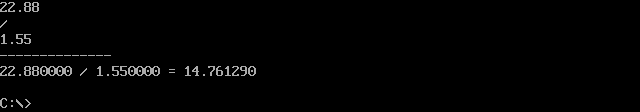 22.88
/
1.55
--------------
22.880000 / 1.550000 = 14.761290
C:\>